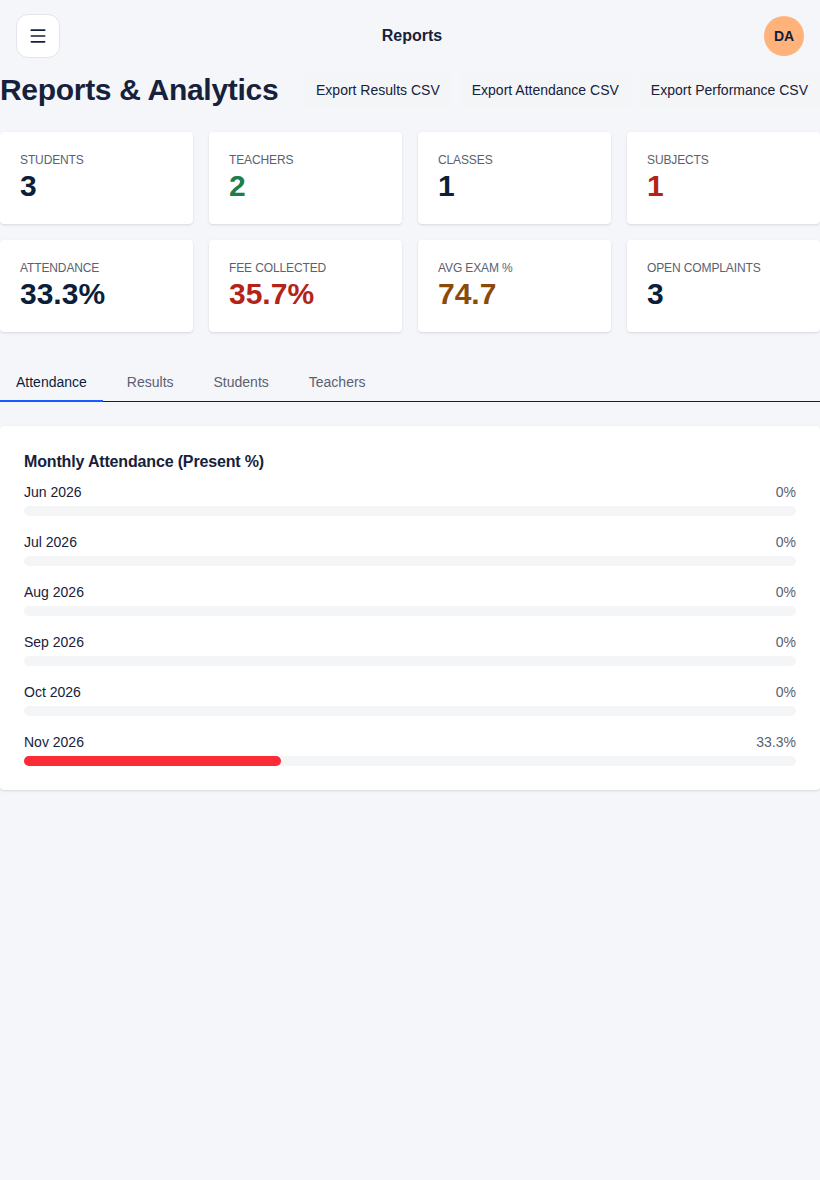 Reports
DA
Reports & Analytics
Export Results CSV
Export Attendance CSV
Export Performance CSV
STUDENTS
3
TEACHERS
2
CLASSES
1
SUBJECTS
1
ATTENDANCE
33.3%
FEE COLLECTED
35.7%
AVG EXAM %
74.7
OPEN COMPLAINTS
3
Attendance
Results
Students
Teachers
Monthly Attendance (Present %)
Jun 2026 0%
Jul 2026 0%
Aug 2026 0%
Sep 2026 0%
Oct 2026 0%
Nov 2026 33.3%